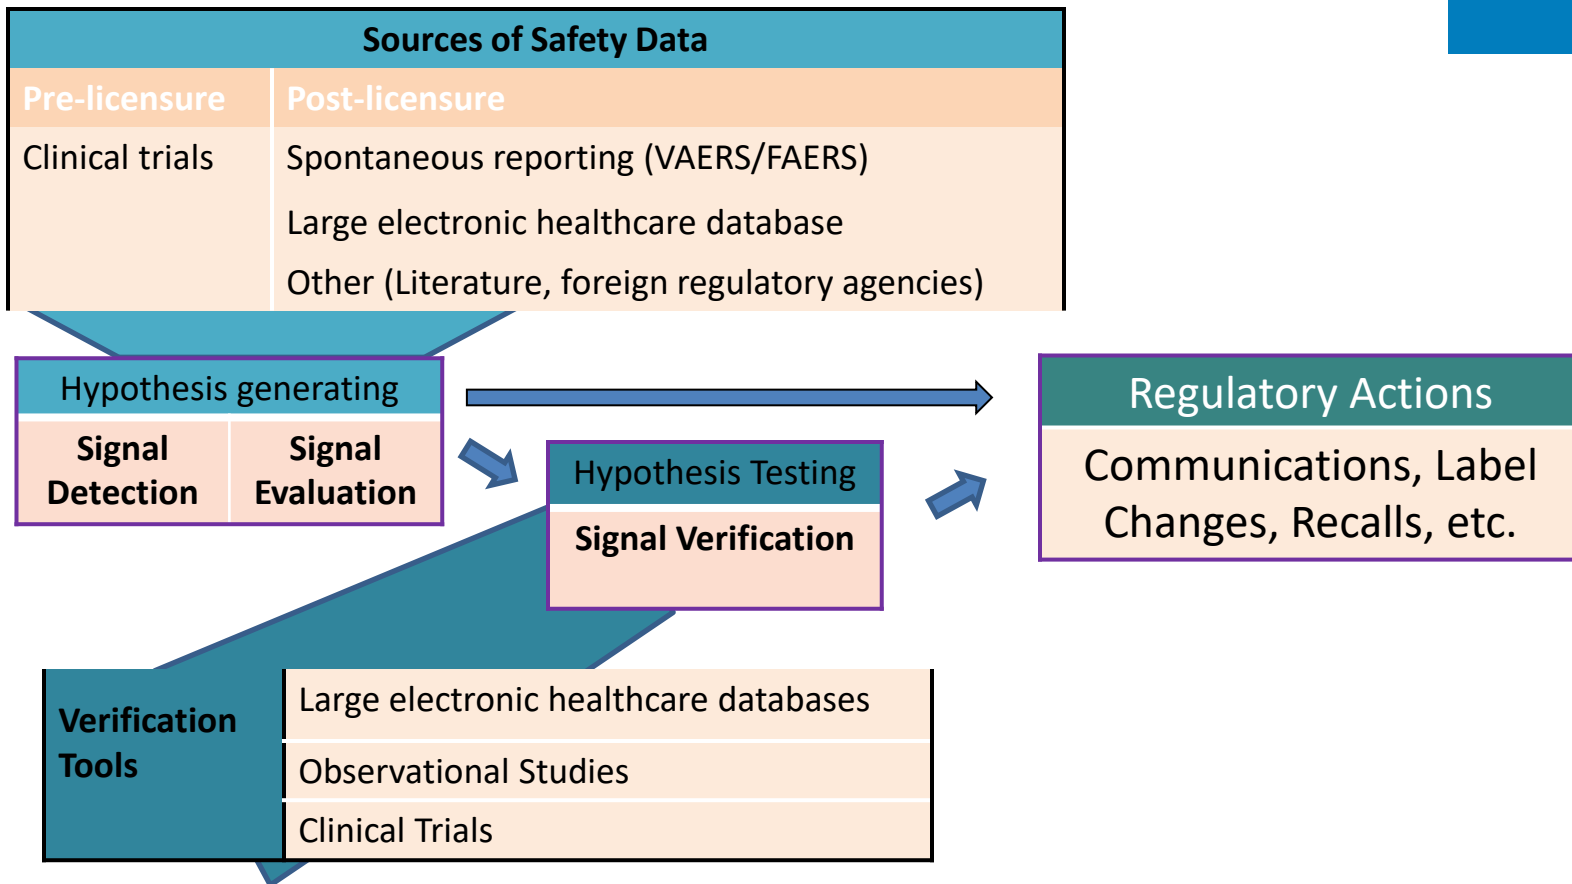 Sources of Safety Data
Pre-licensure
Post-licensure
Clinical trials
Spontaneous reporting (VAERS/FAERS)
Large electronic healthcare database
Other (Literature, foreign regulatory agencies)
Hypothesis generating
Signal
Detection
Signal
Evaluation
Hypothesis Testing
Signal Verification
Regulatory Actions
Communications, Label
Changes, Recalls, etc.
Verification
Tools
Large electronic healthcare databases
Observational Studies
Clinical Trials